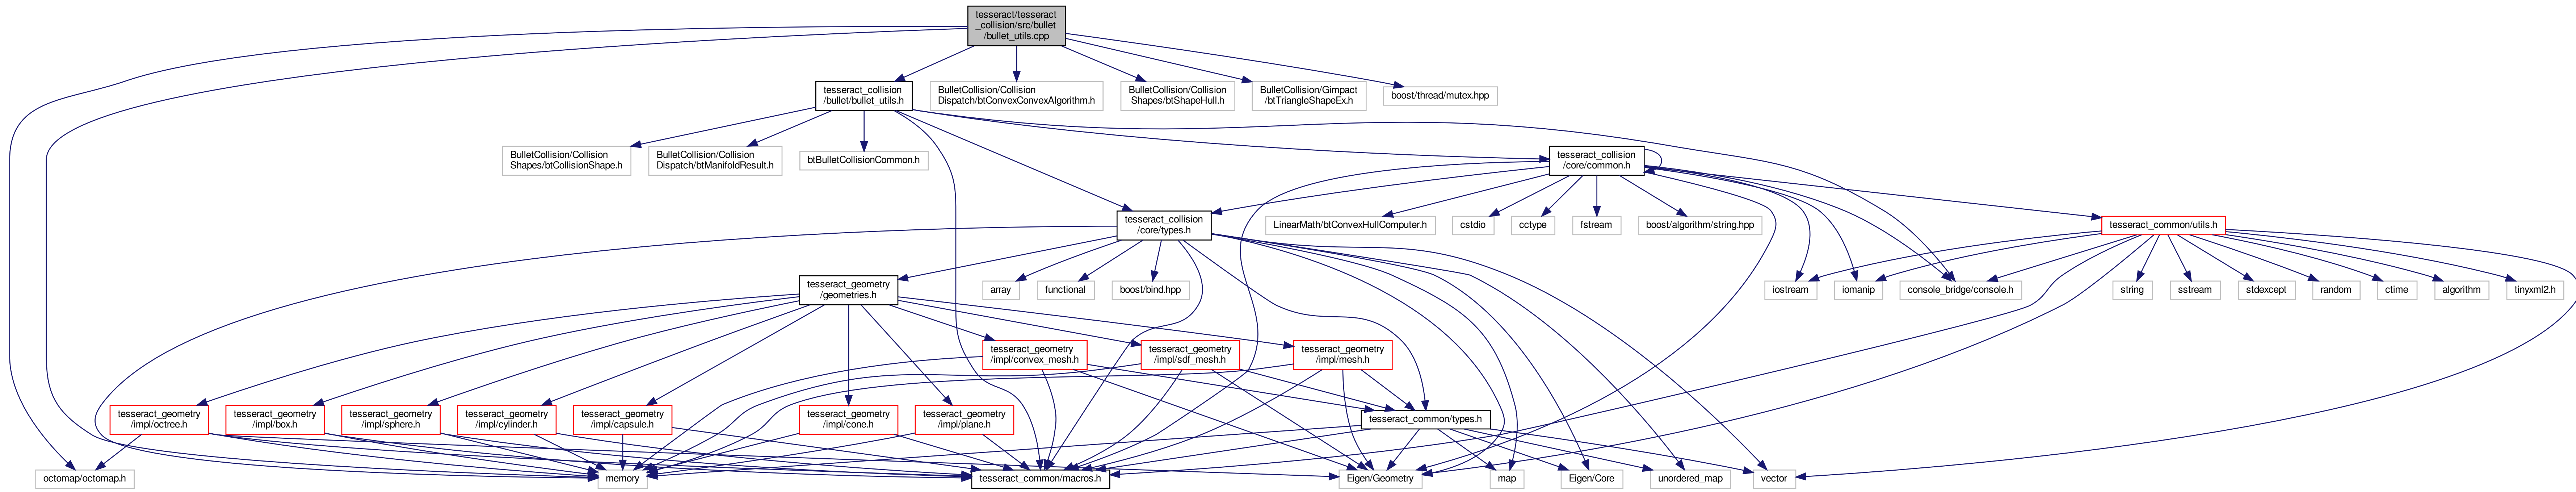 tesseract/tesseract
_collision/src/bullet
/bullet_utils.cpp
tesseract_collision
/bullet/bullet_utils.h
BulletCollision/Collision
Dispatch/btConvexConvexAlgorithm.h
BulletCollision/Collision
Shapes/btShapeHull.h
BulletCollision/Gimpact
/btTriangleShapeEx.h
boost/thread/mutex.hpp
BulletCollision/Collision
Shapes/btCollisionShape.h
BulletCollision/Collision
Dispatch/btManifoldResult.h
btBulletCollisionCommon.h
tesseract_collision
/core/common.h
tesseract_collision
/core/types.h
LinearMath/btConvexHullComputer.h
cstdio
cctype
fstream
boost/algorithm/string.hpp
tesseract_common/utils.h
tesseract_geometry
/geometries.h
array
functional
boost/bind.hpp
iostream
iomanip
console_bridge/console.h
string
sstream
stdexcept
random
ctime
algorithm
tinyxml2.h
tesseract_geometry
/impl/convex_mesh.h
tesseract_geometry
/impl/sdf_mesh.h
tesseract_geometry
/impl/mesh.h
tesseract_geometry
/impl/octree.h
tesseract_geometry
/impl/box.h
tesseract_geometry
/impl/sphere.h
tesseract_geometry
/impl/cylinder.h
tesseract_geometry
/impl/capsule.h
tesseract_geometry
/impl/cone.h
tesseract_geometry
/impl/plane.h
tesseract_common/types.h
octomap/octomap.h
memory
tesseract_common/macros.h
Eigen/Geometry
map
Eigen/Core
unordered_map
vector